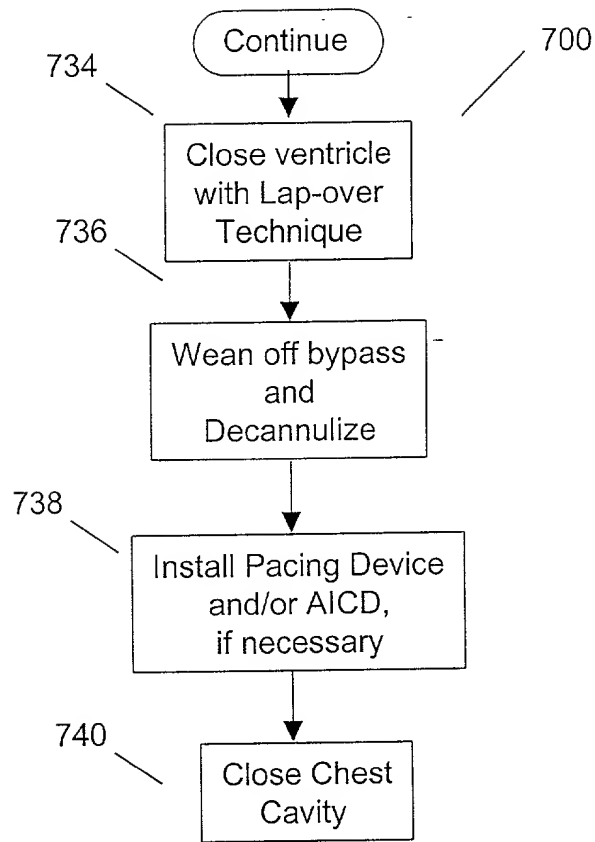 Continue
700
734
Close ventricle
with Lap-over
Technique
736
Wean off bypass
and
Decannulize
738
Install Pacing Device
and/or AICD,
if necessary
740
Close Chest
Cavity